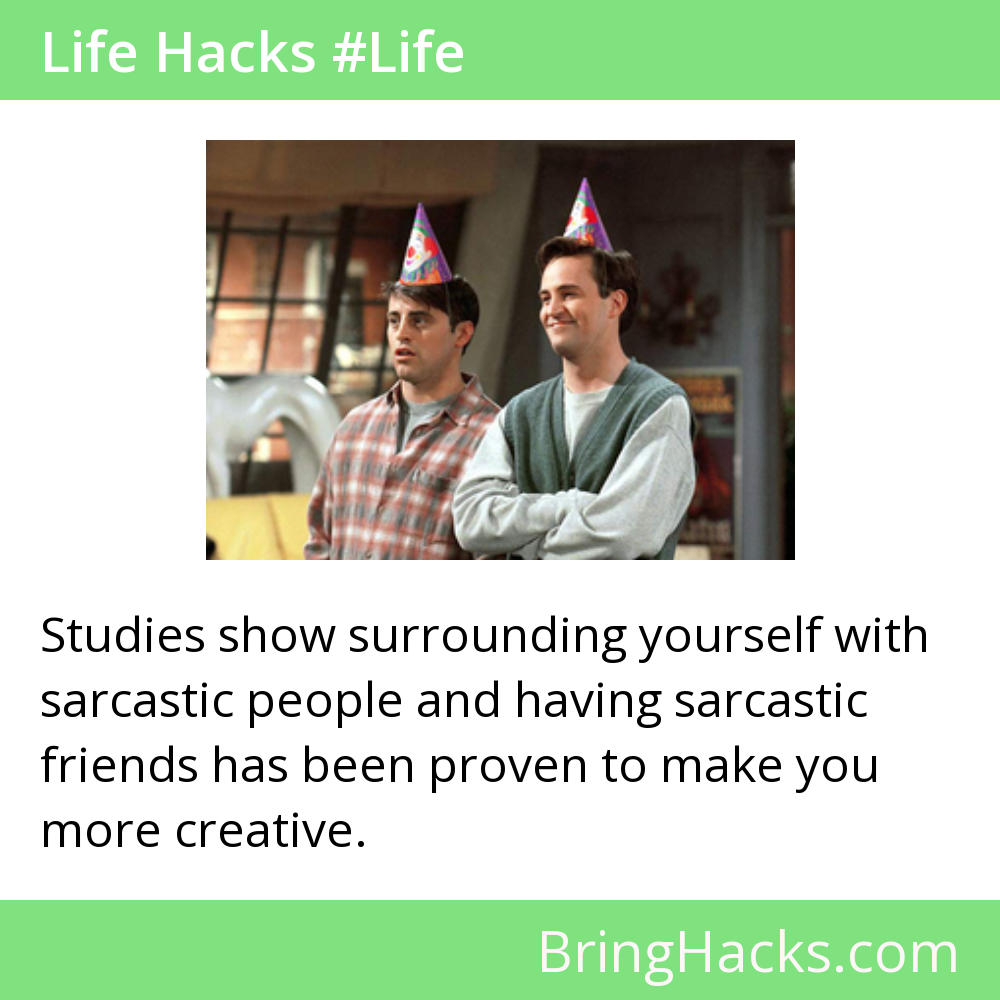 Life Hacks #Life
Studies show surrounding yourself with
sarcastic people and having sarcastic
friends has been proven to make you
more creative.
BringHacks.com